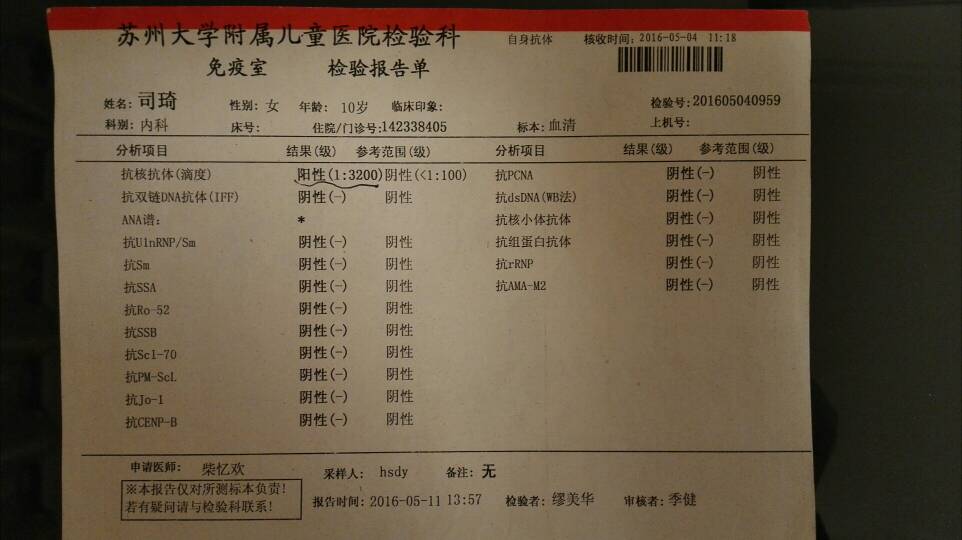 苏州大学附属儿童医院检验科 自身抗体 核收时间：2016-05-04 11:18
免疫室 检验报告单
姓名：司琦 性别：女 年龄： 10岁 临床印象： 检验号：201605040959
科别：内科 床号： 住院/门诊号：142338405 标本：血清 上机号：
分析项目 结果(级) 参考范围(级) 分析项目 结果(级) 参考范围(级)
抗核抗体(滴度) 阳性(1:3200) 阴性(<1:100) 抗PCNA 阴性(-) 阴性
抗双链DNA抗体(IFF) 阴性(-) 阴性 抗dsDNA(WB法) 阴性(-) 阴性
ANA谱： * 抗核小体抗体 阴性(-) 阴性
抗U1nRNP/Sm 阴性(-) 阴性 抗组蛋白抗体 阴性(-) 阴性
抗Sm 阴性(-) 阴性 抗rRNP 阴性(-) 阴性
抗SSA 阴性(-) 阴性 抗AMA-M2 阴性(-) 阴性
抗Ro-52 阴性(-) 阴性
抗SSB 阴性(-) 阴性
抗Scl-70 阴性(-) 阴性
抗PM-ScL 阴性(-) 阴性
抗Jo-1 阴性(-) 阴性
抗CENP-B 阴性(-) 阴性
申请医师： 柴忆欢 采样人： hsdy 备注：无
※本报告仅对所测标本负责！
若有疑问请与检验科联系！
报告时间：2016-05-11 13:57 检验者：缪美华 审核者：季健